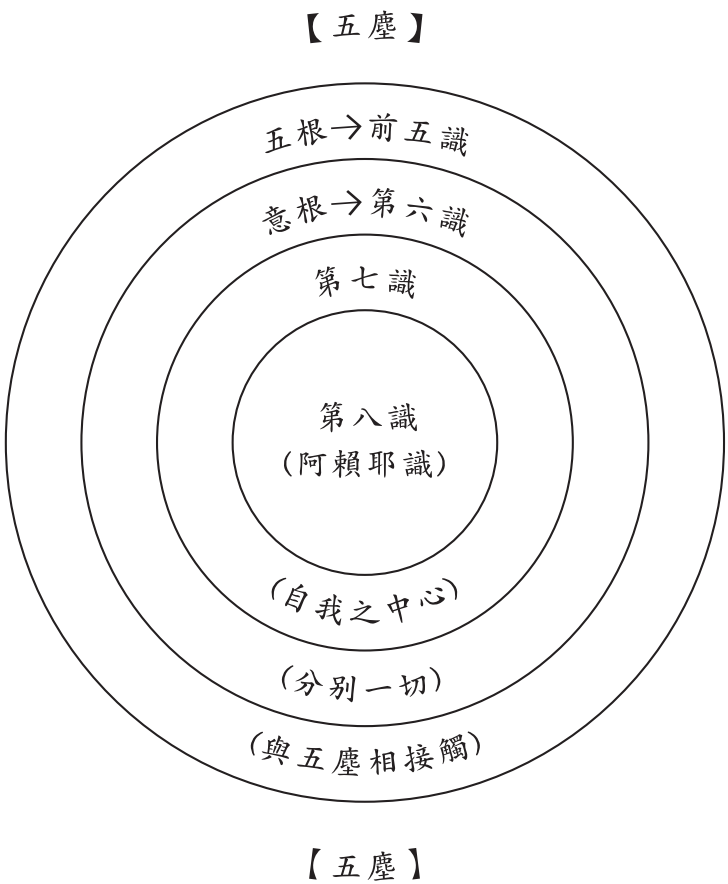 【五塵】
五根→前五識
意根→第六識
第七識
第八識
(阿賴耶識)
(自我之中心)
(分別一切)
(與五塵相接觸)
【五塵】